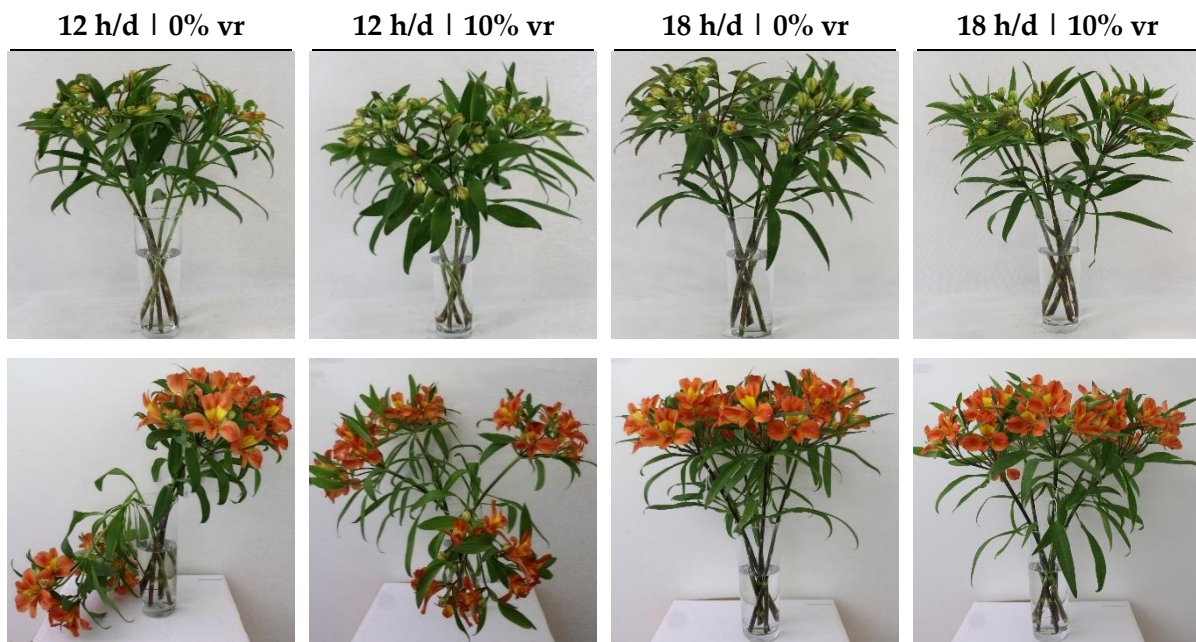 12 h/d | 0% vr
12 h/d | 10% vr
18 h/d | 0% vr
18 h/d | 10% vr